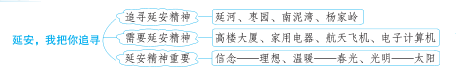 追寻延安精神
延河、枣园、南泥湾、杨家岭
延安，我把你追寻
需要延安精神
高楼大厦、家用电器、航天飞机、电子计算机
延安精神重要
信念——理想、温暖——春光、光明——太阳